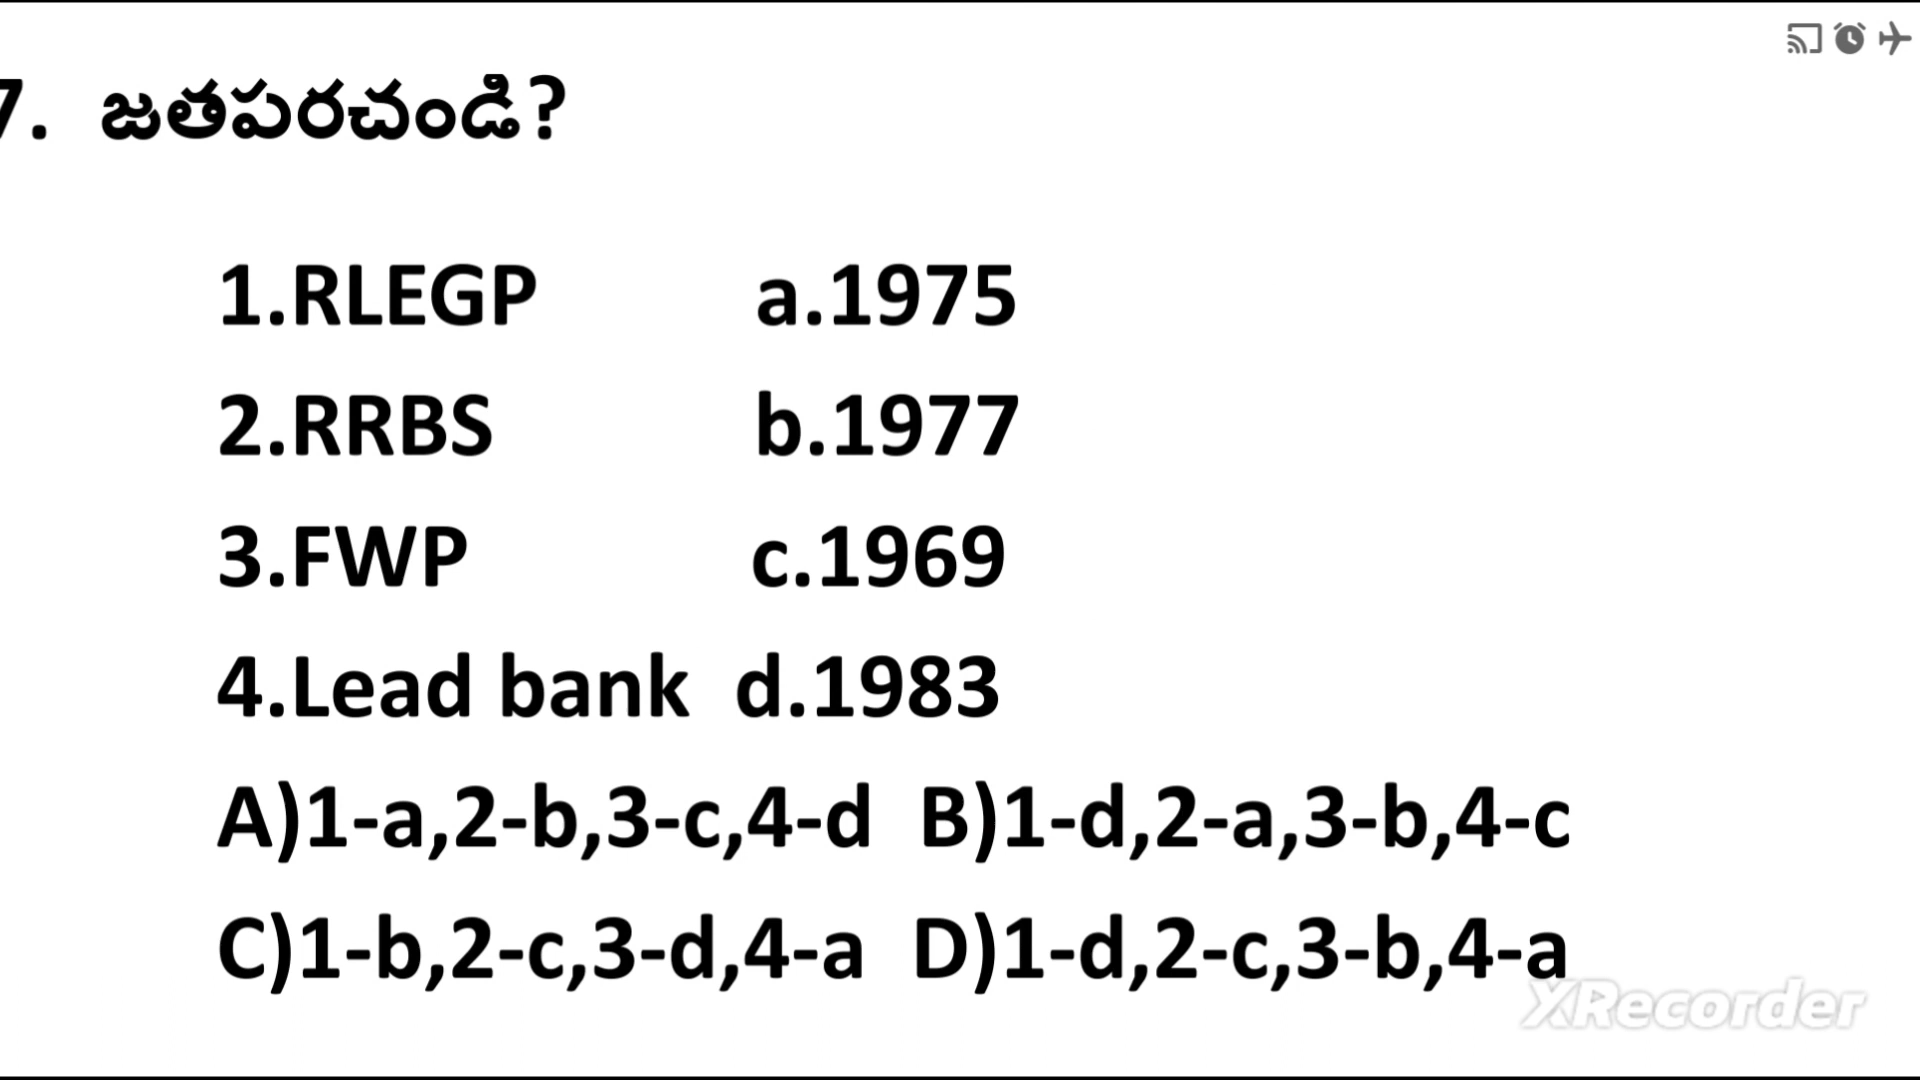 7. జతపరచండి?
1.RLEGP a.1975
2.RRBS b.1977
3.FWP c.1969
4.Lead bank d.1983
A)1-a,2-b,3-c,4-d B)1-d,2-a,3-b,4-c
C)1-b,2-c,3-d,4-a D)1-d,2-c,3-b,4-a
XRecorder